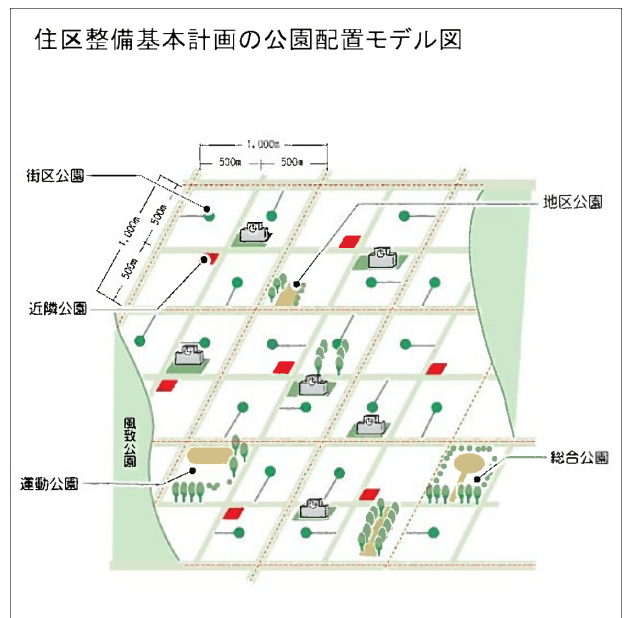 住区整備基本計画の公園配置モデル図
1,000m
500m
500m
街区公園
1,000m
500m
500m
地区公園
近隣公園
風致公園
運動公園
総合公園